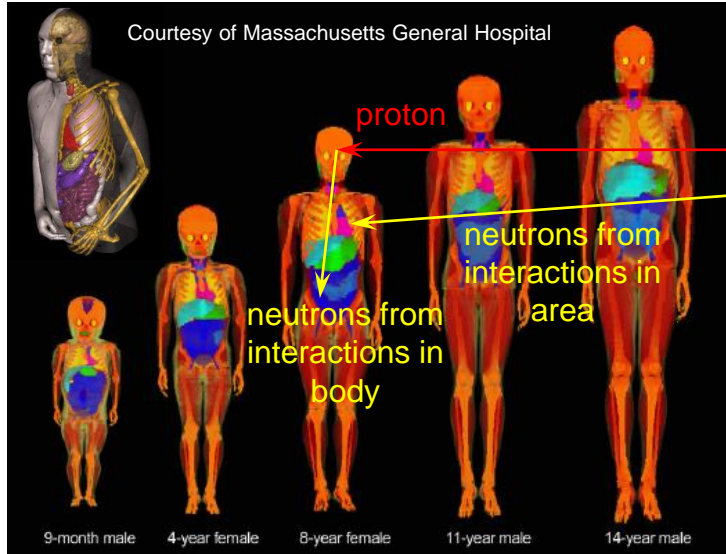 Courtesy of Massachusetts General Hospital
proton
neutrons from
interactions in
area
neutrons from
interactions in
body
9-month male
4-year female
8-year female
11-year male
14-year male